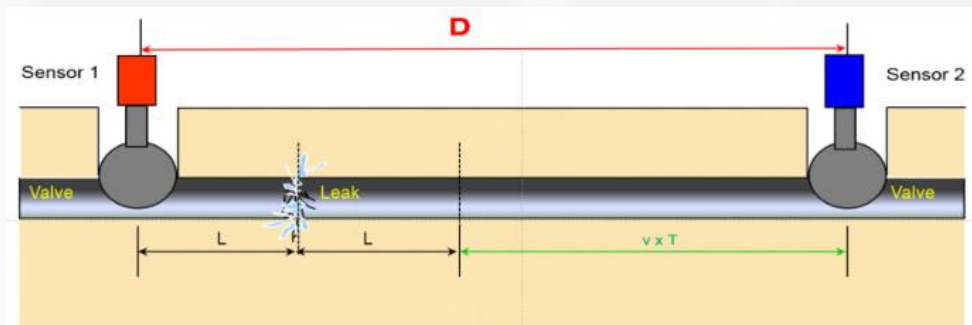 D
Sensor 1
Sensor 2
Valve
Leak
Valve
L
L
v x T